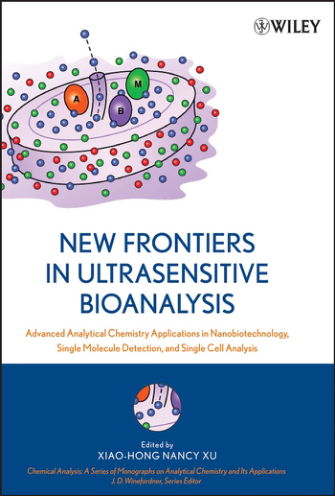 WILEY
A
M
B
NEW FRONTIERS
IN ULTRASENSITIVE
BIOANALYSIS
Advanced Analytical Chemistry Applications in Nanobiotechnology,
Single Molecule Detection, and Single Cell Analysis
Edited by
XIAO-HONG NANCY XU
Chemical Analysis: A Series of Monographs on Analytical Chemistry and Its Applications
J. D. Winefordner, Series Editor